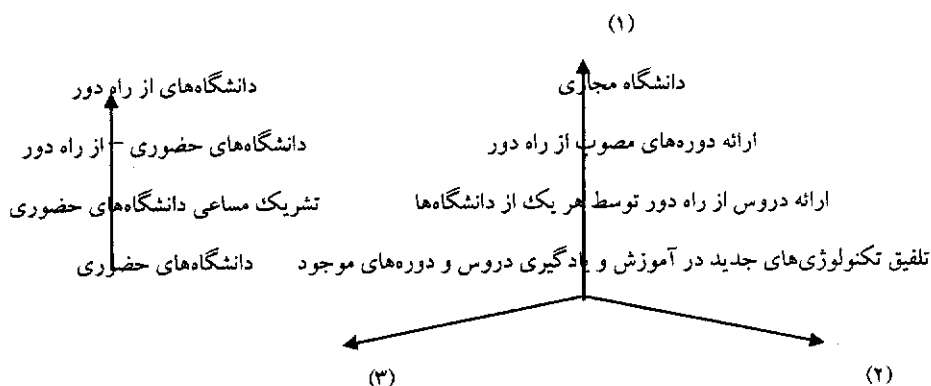 (۱)
دانشگاه مجازی
دانشگاه‌های از راه دور
ارائه دوره‌های مصوب از راه دور
دانشگاه‌های حضوری – از راه دور
ارائه دروس از راه دور توسط هر یک از دانشگاه‌ها
تشریک مساعی دانشگاه‌های حضوری
تلفیق تکنولوژی‌های جدید در آموزش و یادگیری دروس و دوره‌های موجود
دانشگاه‌های حضوری
(۲)
(۳)